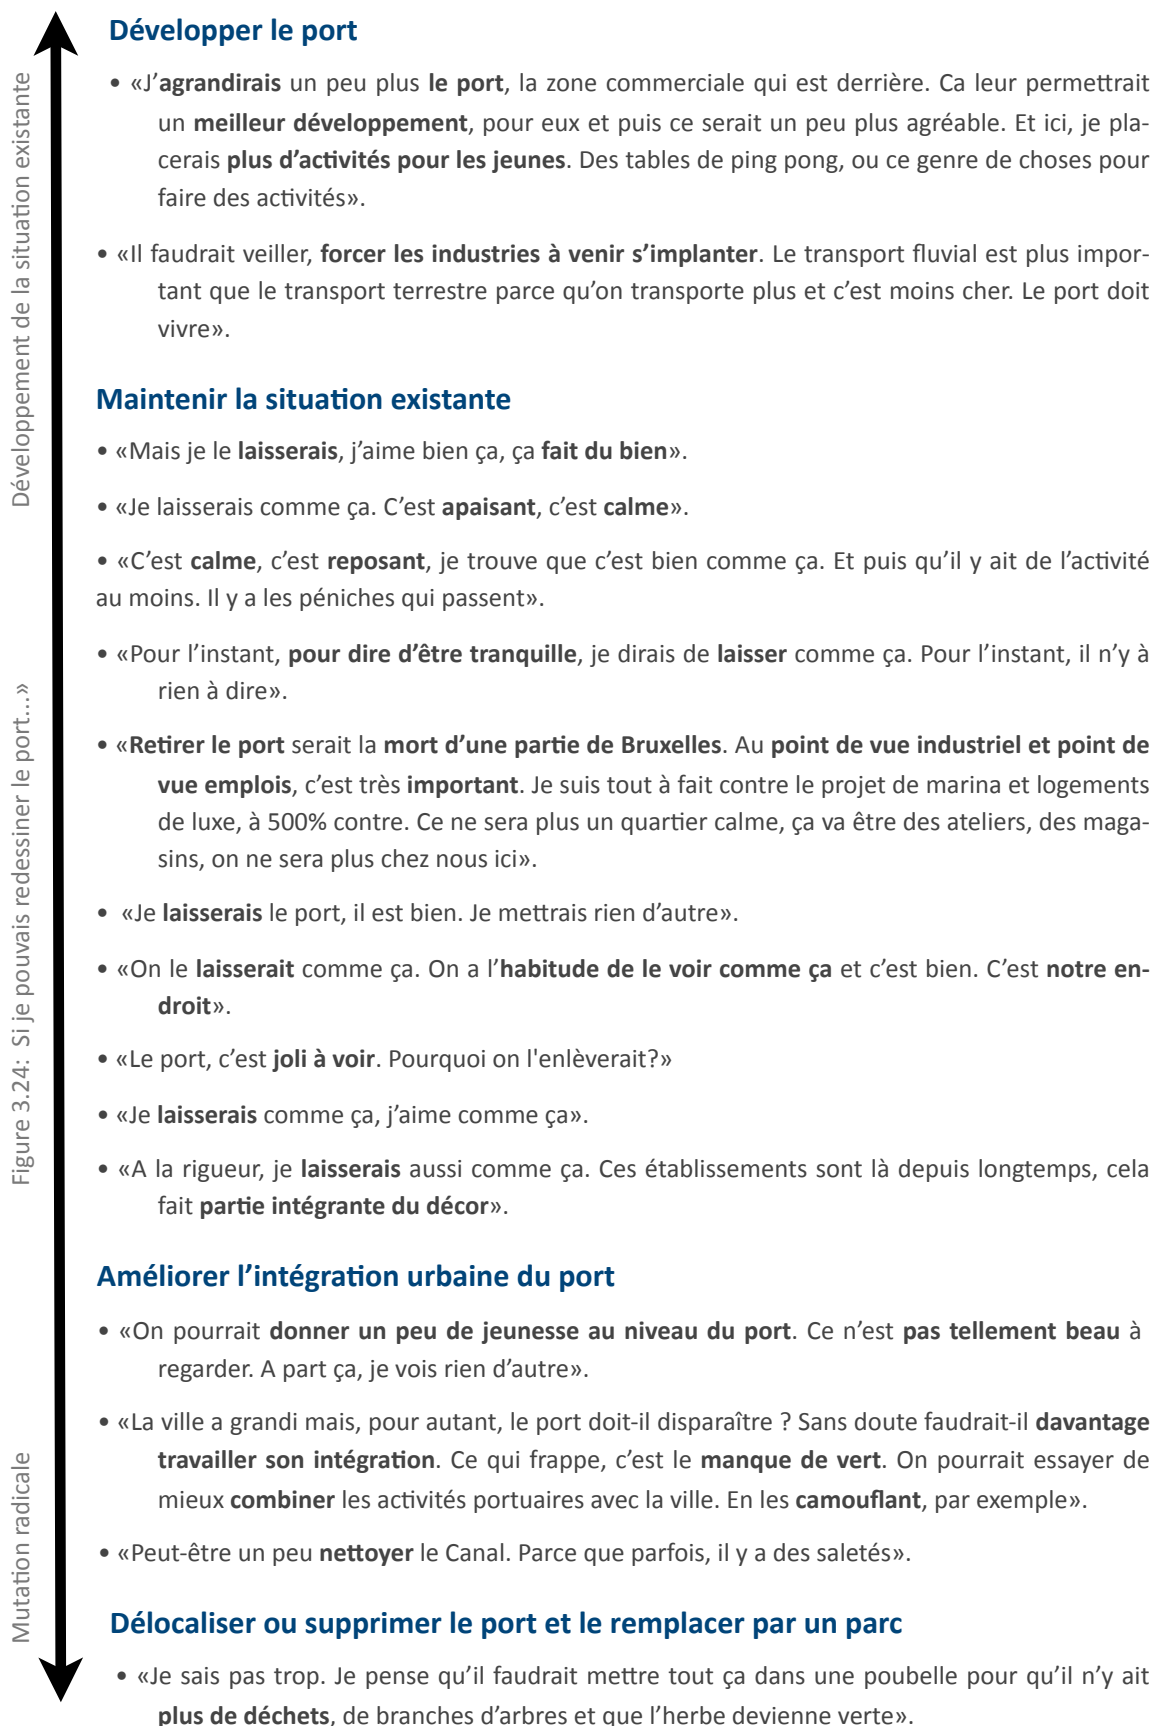 Développer le port
• «J’agrandirais un peu plus le port, la zone commerciale qui est derrière. Ca leur permettrait
un meilleur développement, pour eux et puis ce serait un peu plus agréable. Et ici, je pla-
cerais plus d’activités pour les jeunes. Des tables de ping pong, ou ce genre de choses pour
faire des activités».
• «Il faudrait veiller, forcer les industries à venir s’implanter. Le transport fluvial est plus impor-
tant que le transport terrestre parce qu’on transporte plus et c’est moins cher. Le port doit
vivre».
Maintenir la situation existante
• «Mais je le laisserais, j’aime bien ça, ça fait du bien».
• «Je laisserais comme ça. C’est apaisant, c’est calme».
• «C’est calme, c’est reposant, je trouve que c’est bien comme ça. Et puis qu’il y ait de l’activité
au moins. Il y a les péniches qui passent».
• «Pour l’instant, pour dire d’être tranquille, je dirais de laisser comme ça. Pour l’instant, il n’y à
rien à dire».
• «Retirer le port serait la mort d’une partie de Bruxelles. Au point de vue industriel et point de
vue emplois, c’est très important. Je suis tout à fait contre le projet de marina et logements
de luxe, à 500% contre. Ce ne sera plus un quartier calme, ça va être des ateliers, des maga-
sins, on ne sera plus chez nous ici».
• «Je laisserais le port, il est bien. Je mettrais rien d’autre».
• «On le laisserait comme ça. On a l’habitude de le voir comme ça et c’est bien. C’est notre en-
droit».
• «Le port, c’est joli à voir. Pourquoi on l'enlèverait?»
• «Je laisserais comme ça, j’aime comme ça».
• «A la rigueur, je laisserais aussi comme ça. Ces établissements sont là depuis longtemps, cela
fait partie intégrante du décor».
Améliorer l’intégration urbaine du port
• «On pourrait donner un peu de jeunesse au niveau du port. Ce n’est pas tellement beau à
regarder. A part ça, je vois rien d’autre».
• «La ville a grandi mais, pour autant, le port doit-il disparaître ? Sans doute faudrait-il davantage
travailler son intégration. Ce qui frappe, c’est le manque de vert. On pourrait essayer de
mieux combiner les activités portuaires avec la ville. En les camouflant, par exemple».
• «Peut-être un peu nettoyer le Canal. Parce que parfois, il y a des saletés».
Délocaliser ou supprimer le port et le remplacer par un parc
• «Je sais pas trop. Je pense qu’il faudrait mettre tout ça dans une poubelle pour qu’il n’y ait
plus de déchets, de branches d’arbres et que l’herbe devienne verte».
Développement de la situation existante
Figure 3.24: Si je pouvais redessiner le port...»
Mutation radicale